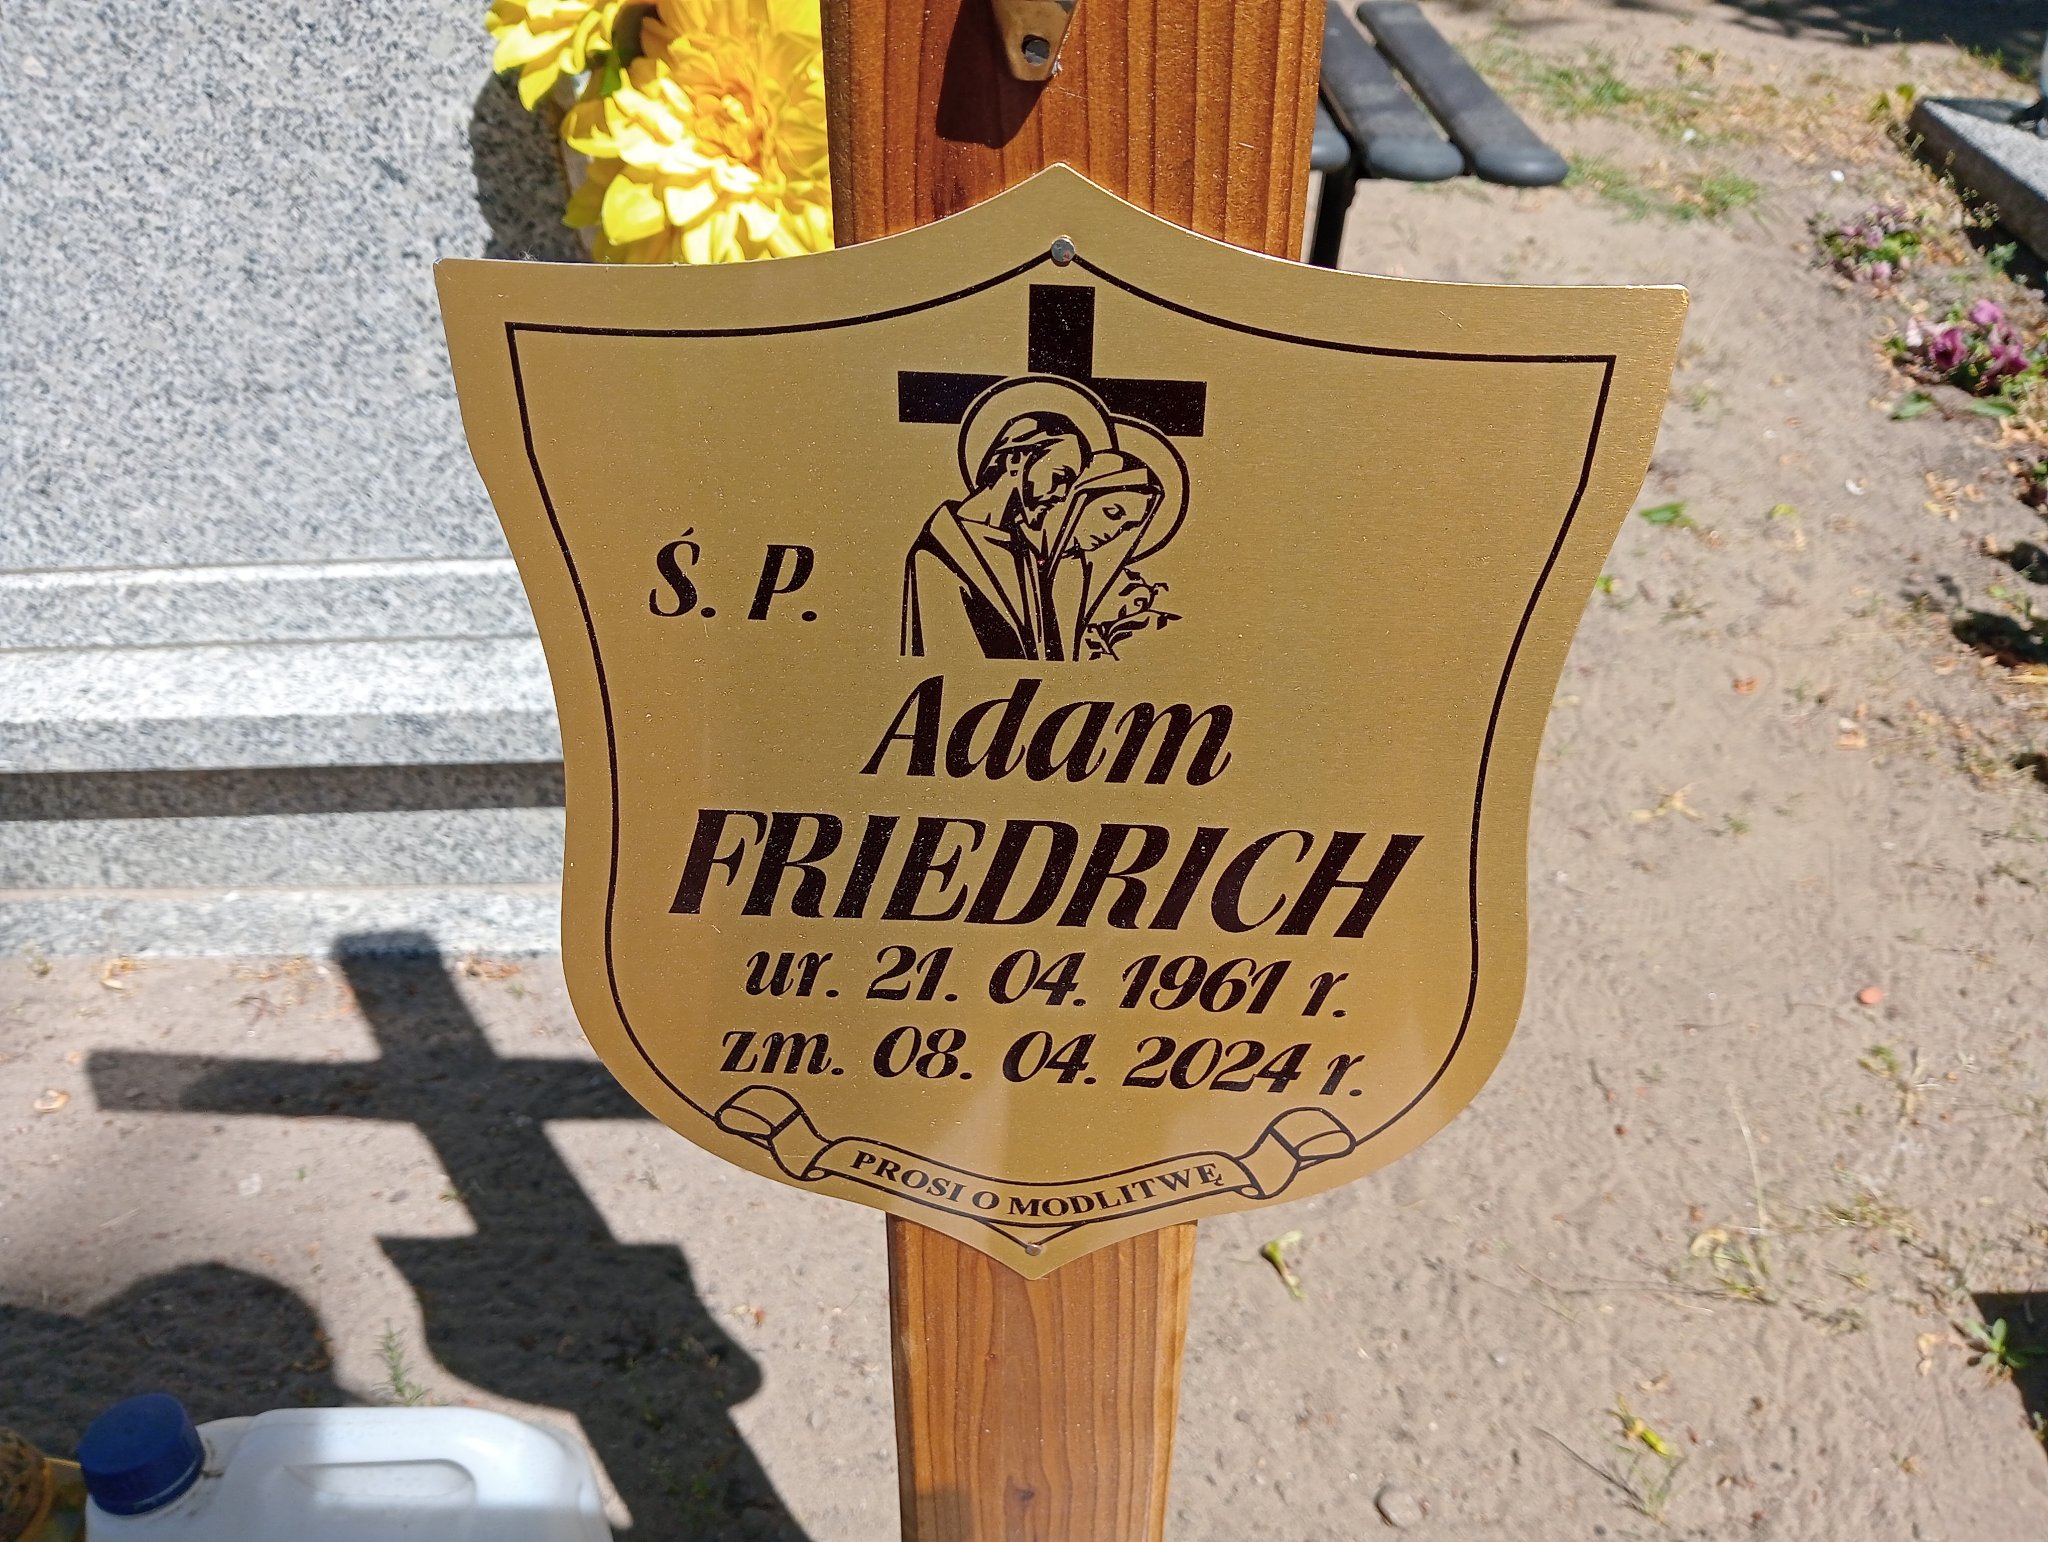 Ś. P.
Adam
FRIEDRICH
ur. 21. 04. 1961 r.
zm. 08. 04. 2024 r.
PROSI O MODLITWĘ